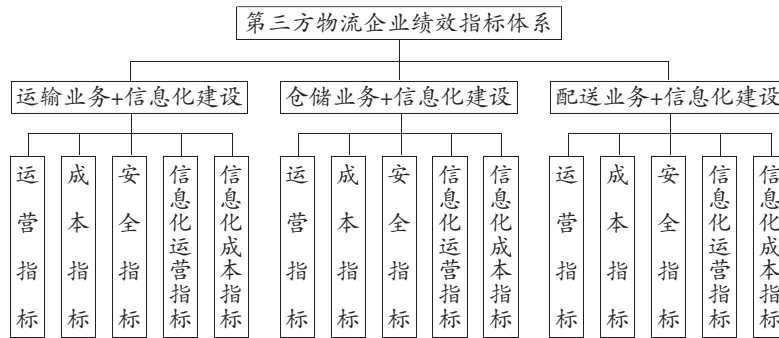 第三方物流企业绩效指标体系
运输业务+信息化建设
仓储业务+信息化建设
配送业务+信息化建设
运营指标
成本指标
安全指标
信息化运营指标
信息化成本指标
运营指标
成本指标
安全指标
信息化运营指标
信息化成本指标
运营指标
成本指标
安全指标
信息化运营指标
信息化成本指标